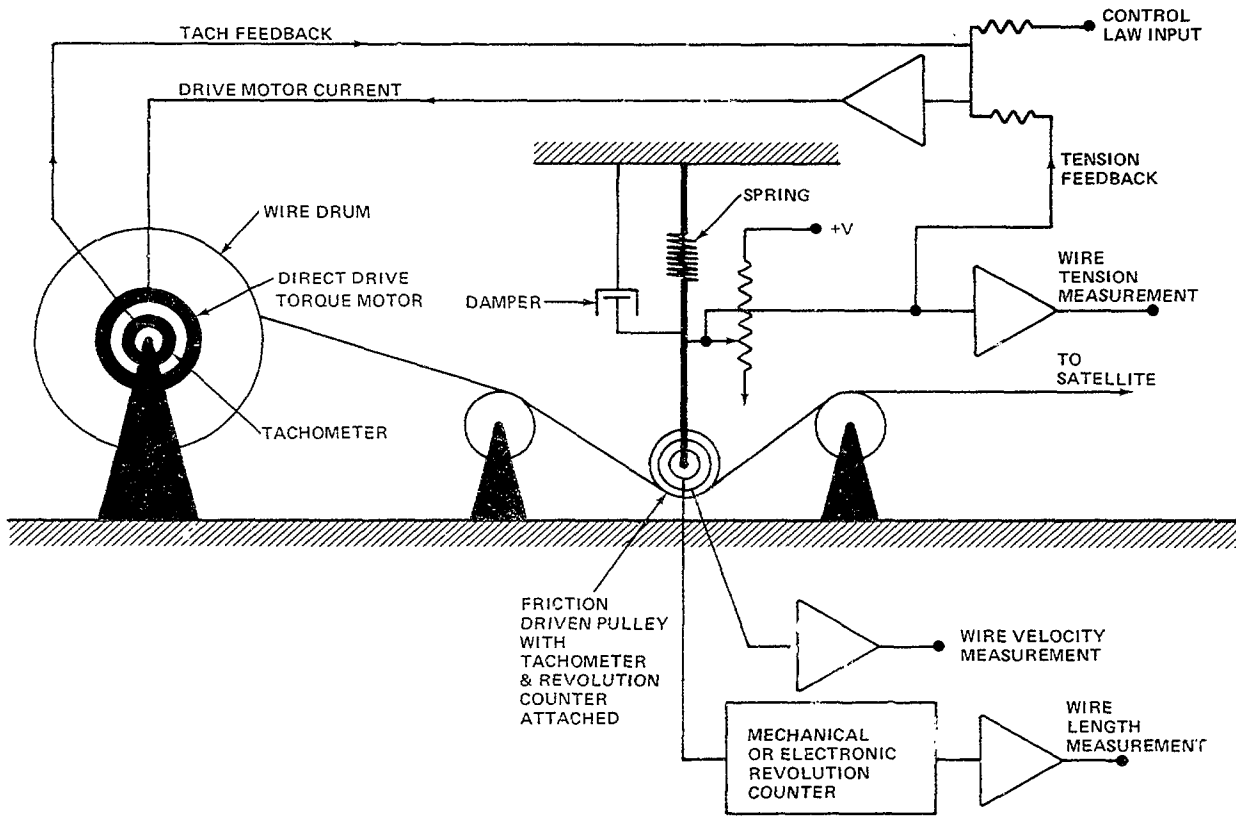 TACH FEEDBACK
CONTROL
LAW INPUT
DRIVE MOTOR CURRENT
TENSION
FEEDBACK
SPRING
WIRE DRUM
+V
DIRECT DRIVE
TORQUE MOTOR
DAMPER
WIRE
TENSION
MEASUREMENT
TO
SATELLITE
TACHOMETER
FRICTION
DRIVEN PULLEY
WITH
TACHOMETER
& REVOLUTION
COUNTER
ATTACHED
WIRE VELOCITY
MEASUREMENT
MECHANICAL
OR ELECTRONIC
REVOLUTION
COUNTER
WIRE
LENGTH
MEASUREMENT